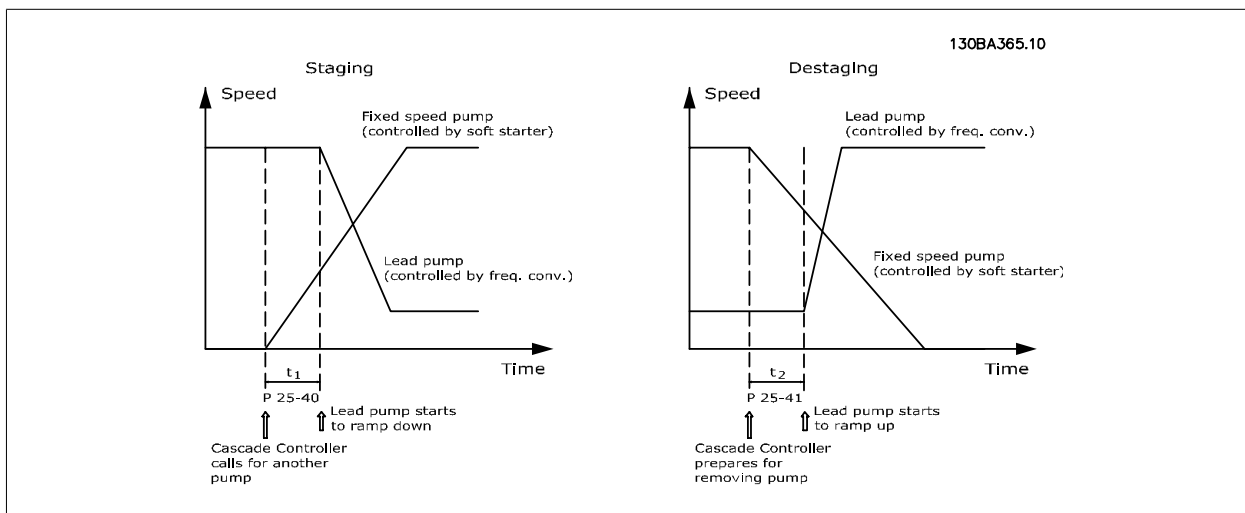 130BA365.10
Staging
Speed
Fixed speed pump
(controlled by soft starter)
Lead pump
(controlled by freq. conv.)
Time
t1
P 25-40
Lead pump starts
to ramp down
Cascade Controller
calls for another
pump
Destaging
Speed
Lead pump
(controlled by freq. conv.)
Fixed speed pump
(controlled by soft starter)
Time
t2
P 25-41
Lead pump starts
to ramp up
Cascade Controller
prepares for
removing pump